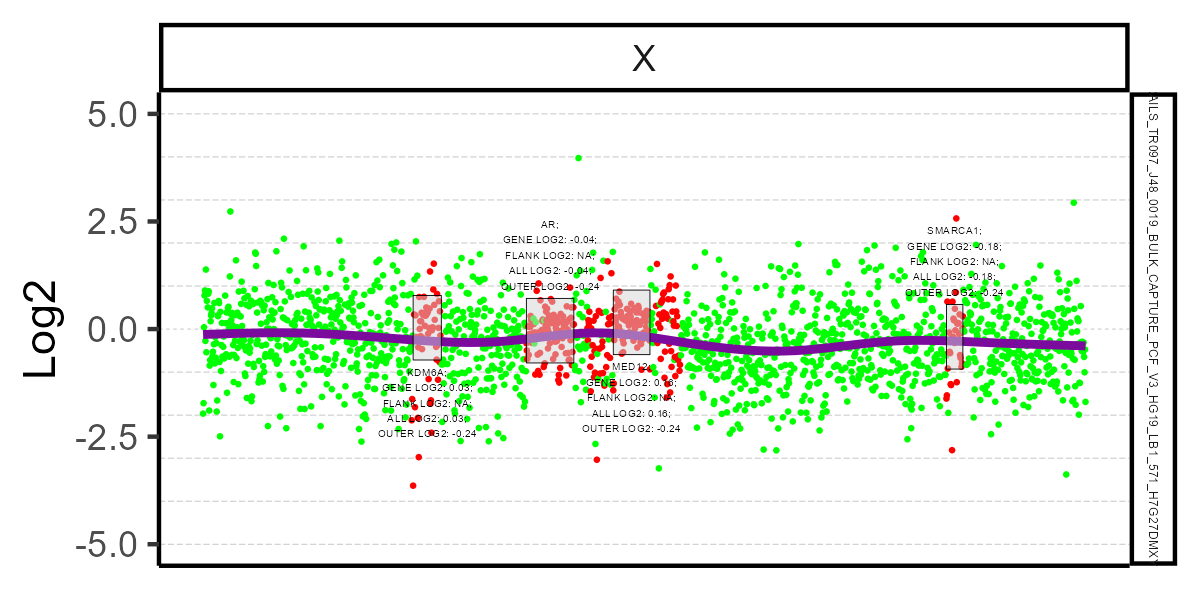 X
5.0
2.5
0.0
-2.5
-5.0
Log2
AR;
GENE LOG2: -0.04;
FLANK LOG2: NA;
ALL LOG2: -0.04;
OUTER LOG2: -0.24
SMARCA1;
GENE LOG2: -0.18;
FLANK LOG2: NA;
ALL LOG2: -0.18;
OUTER LOG2: -0.24
KDM6A;
GENE LOG2: 0.03;
FLANK LOG2: NA;
ALL LOG2: 0.03;
OUTER LOG2: -0.24
MED12;
GENE LOG2: 0.16;
FLANK LOG2: NA;
ALL LOG2: 0.16;
OUTER LOG2: -0.24
AILS_TR097_J48_0019_BULK_CAPTURE_PCF_V3_HG19_LB1_571_H7G27DMXY